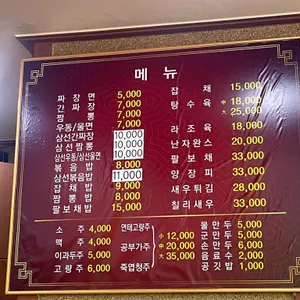 메 뉴
짜 장 면 5,000
간 짜 장 7,000
짬 뽕 7,000
우동/울면 7,000
삼선간짜장 10,000
삼선짬뽕 10,000
삼선우동/삼선울면 10,000
볶 음 밥 8,000
삼선볶음밥 11,000
잡 채 밥 9,000
짬 뽕 밥 8,000
팔보채밥 15,000
잡 채 15,000
탕 수 육 中 18,000
大 25,000
라 조 육 18,000
난자완스 20,000
팔 보 채 33,000
양 장 피 33,000
새우튀김 28,000
칠리새우 33,000
소 주 4,000
맥 주 4,000
이과두주 5,000
고 량 주 6,000
연태고량주
공부가주
죽엽청주
小 12,000
中 20,000
大 35,000
물 만 두 5,000
군 만 두 5,000
손 만 두 6,000
음 료 수 2,000
공 깃 밥 1,000